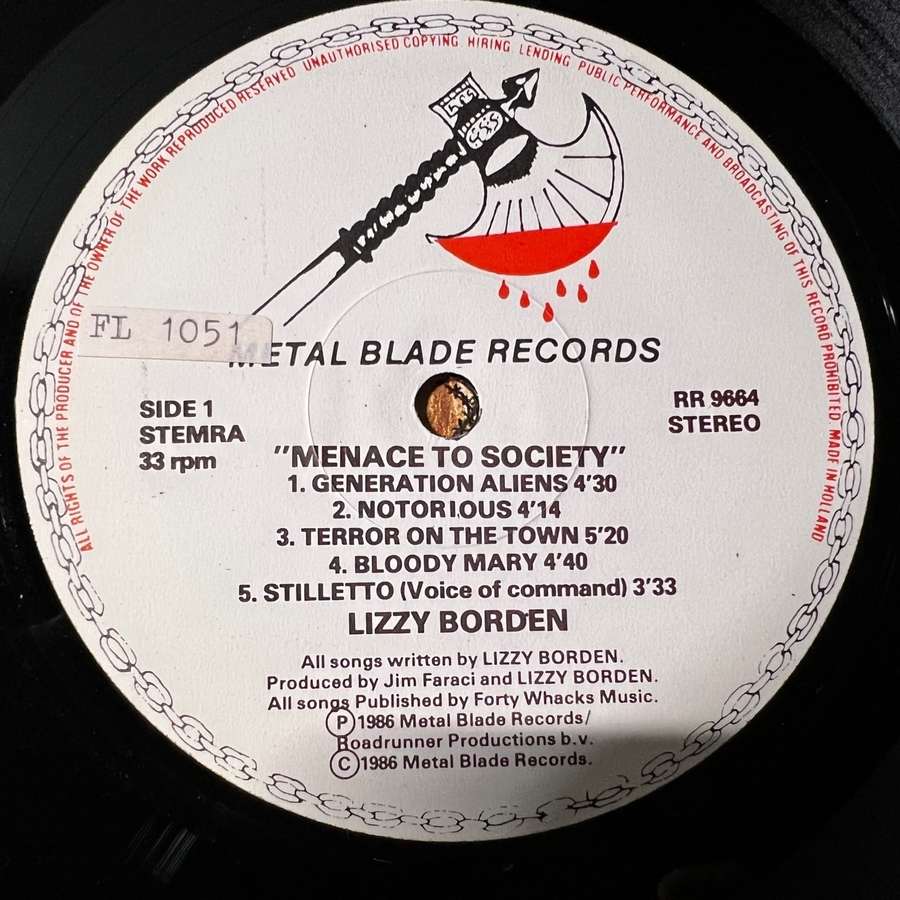 ALL RIGHTS OF THE PRODUCER AND OF THE OWNER OF THE WORK REPRODUCED RESERVED UNAUTHORISED COPYING HIRING LENDING PUBLIC PERFORMANCE AND BROADCASTING OF THIS RECORD PROHIBITED MADE IN HOLLAND
FL 1051
METAL BLADE RECORDS
SIDE 1
STEMRA
33 rpm
RR 9664
STEREO
"MENACE TO SOCIETY"
1. GENERATION ALIENS 4'30
2. NOTORIOUS 4'14
3. TERROR ON THE TOWN 5'20
4. BLOODY MARY 4'40
5. STILLETTO (Voice of command) 3'33
LIZZY BORDEN
All songs written by LIZZY BORDEN.
Produced by Jim Faraci and LIZZY BORDEN.
All songs Published by Forty Whacks Music.
Ⓟ1986 Metal Blade Records/
Roadrunner Productions b.v.
©1986 Metal Blade Records.